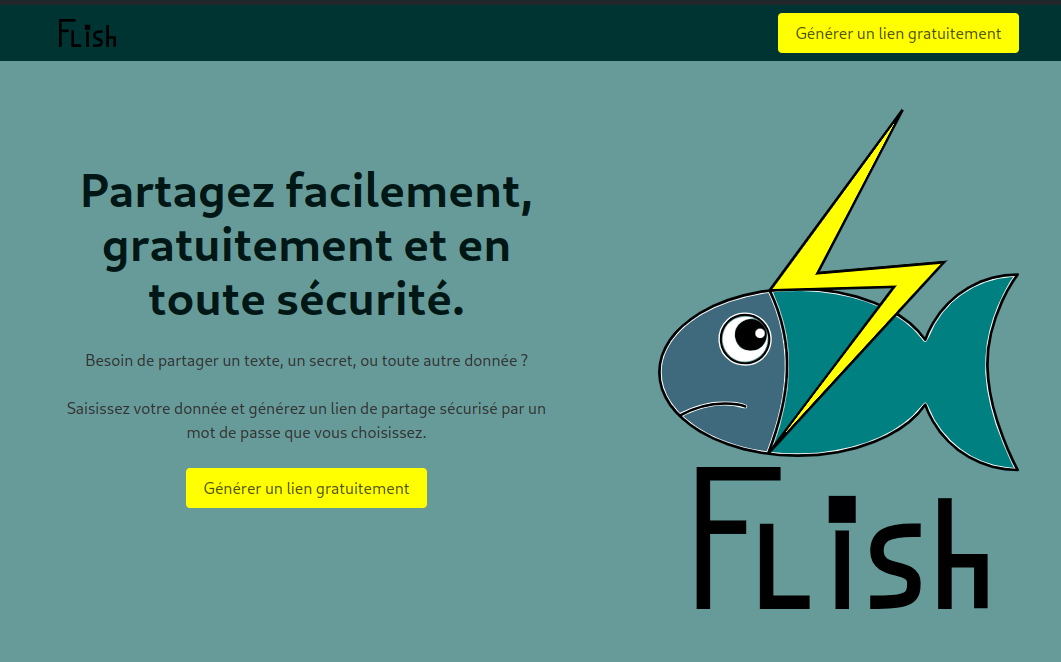 FLish
Générer un lien gratuitement
Partagez facilement,
gratuitement et en
toute sécurité.
Besoin de partager un texte, un secret, ou toute autre donnée ?
Saisissez votre donnée et générez un lien de partage sécurisé par un
mot de passe que vous choisissez.
Générer un lien gratuitement
FLish